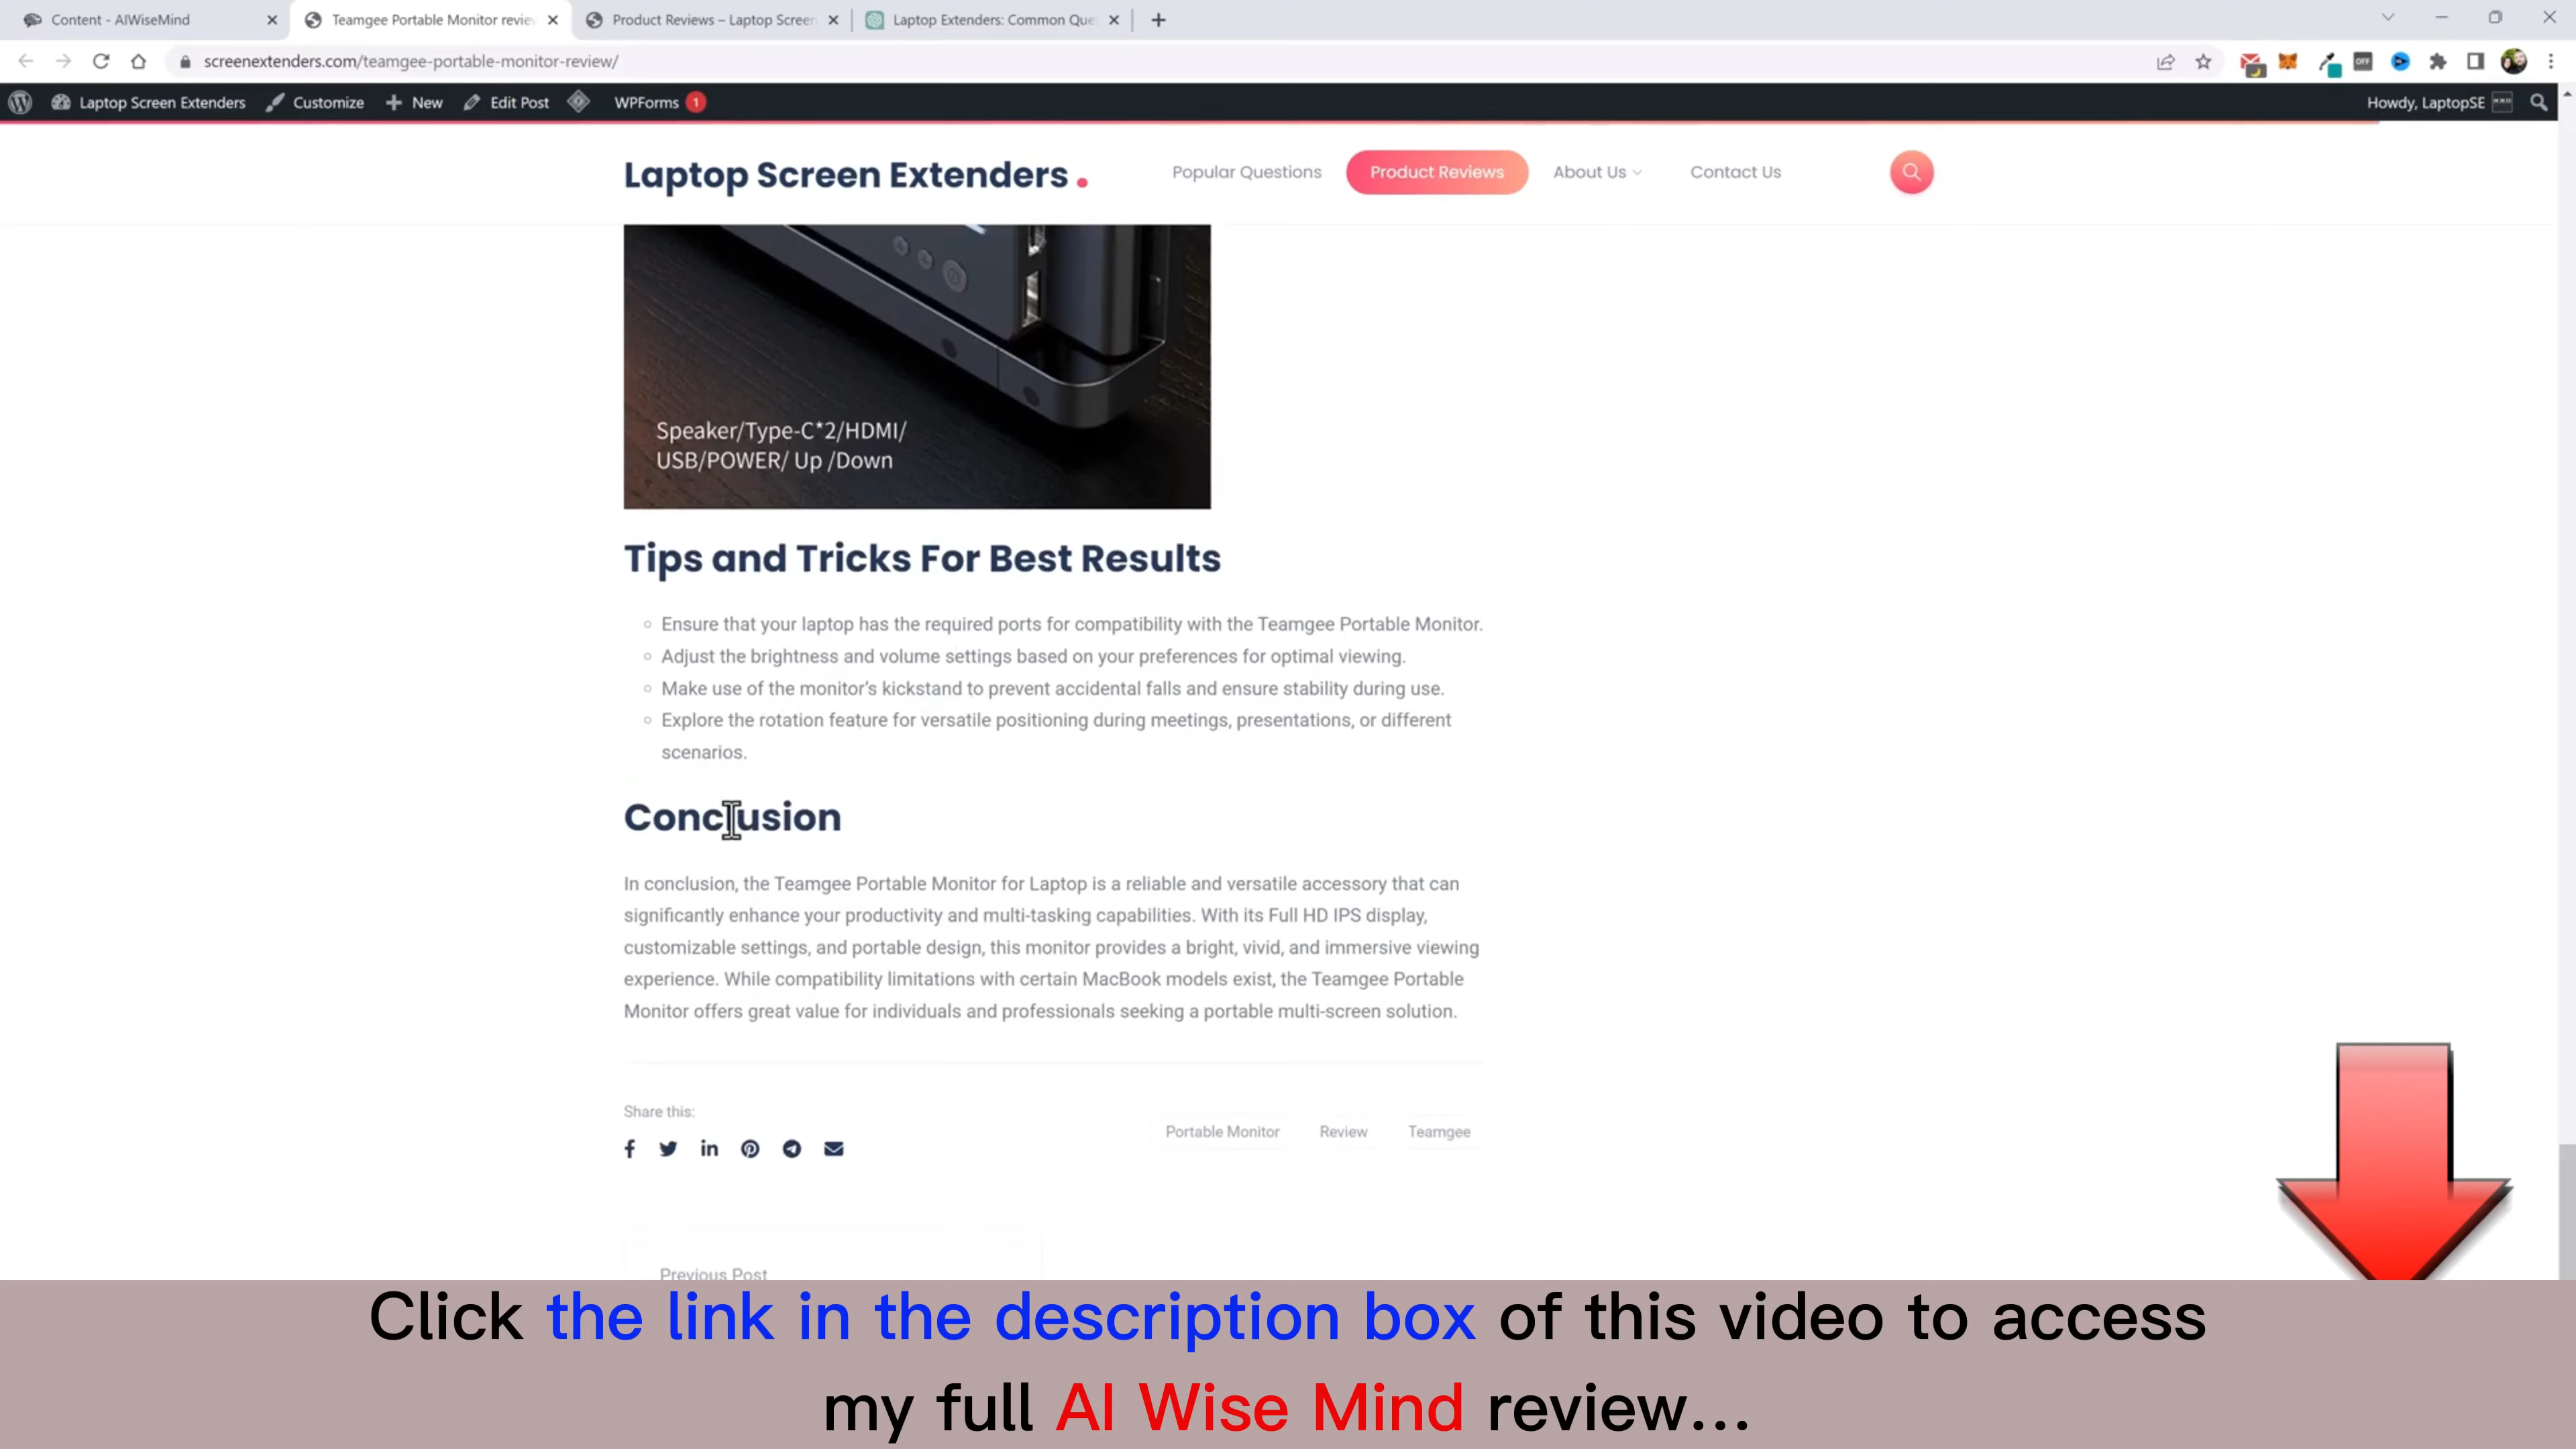 Content - AIWiseMind
Teamgee Portable Monitor review
Product Reviews – Laptop Screen
Laptop Extenders: Common Que
screenextenders.com/teamgee-portable-monitor-review/
OFF
Laptop Screen Extenders
Customize
New
Edit Post
WPForms 1
Howdy, LaptopSE
Laptop Screen Extenders.
Popular Questions
Product Reviews
About Us
Contact Us
Speaker/Type-C*2/HDMI/
USB/POWER/ Up /Down
Tips and Tricks For Best Results
Ensure that your laptop has the required ports for compatibility with the Teamgee Portable Monitor.
Adjust the brightness and volume settings based on your preferences for optimal viewing.
Make use of the monitor's kickstand to prevent accidental falls and ensure stability during use.
Explore the rotation feature for versatile positioning during meetings, presentations, or different
scenarios.
Conclusion
In conclusion, the Teamgee Portable Monitor for Laptop is a reliable and versatile accessory that can
significantly enhance your productivity and multi-tasking capabilities. With its Full HD IPS display,
customizable settings, and portable design, this monitor provides a bright, vivid, and immersive viewing
experience. While compatibility limitations with certain MacBook models exist, the Teamgee Portable
Monitor offers great value for individuals and professionals seeking a portable multi-screen solution.
Share this:
Portable Monitor
Review
Teamgee
Previous Post
Click the link in the description box of this video to access
my full AI Wise Mind review...